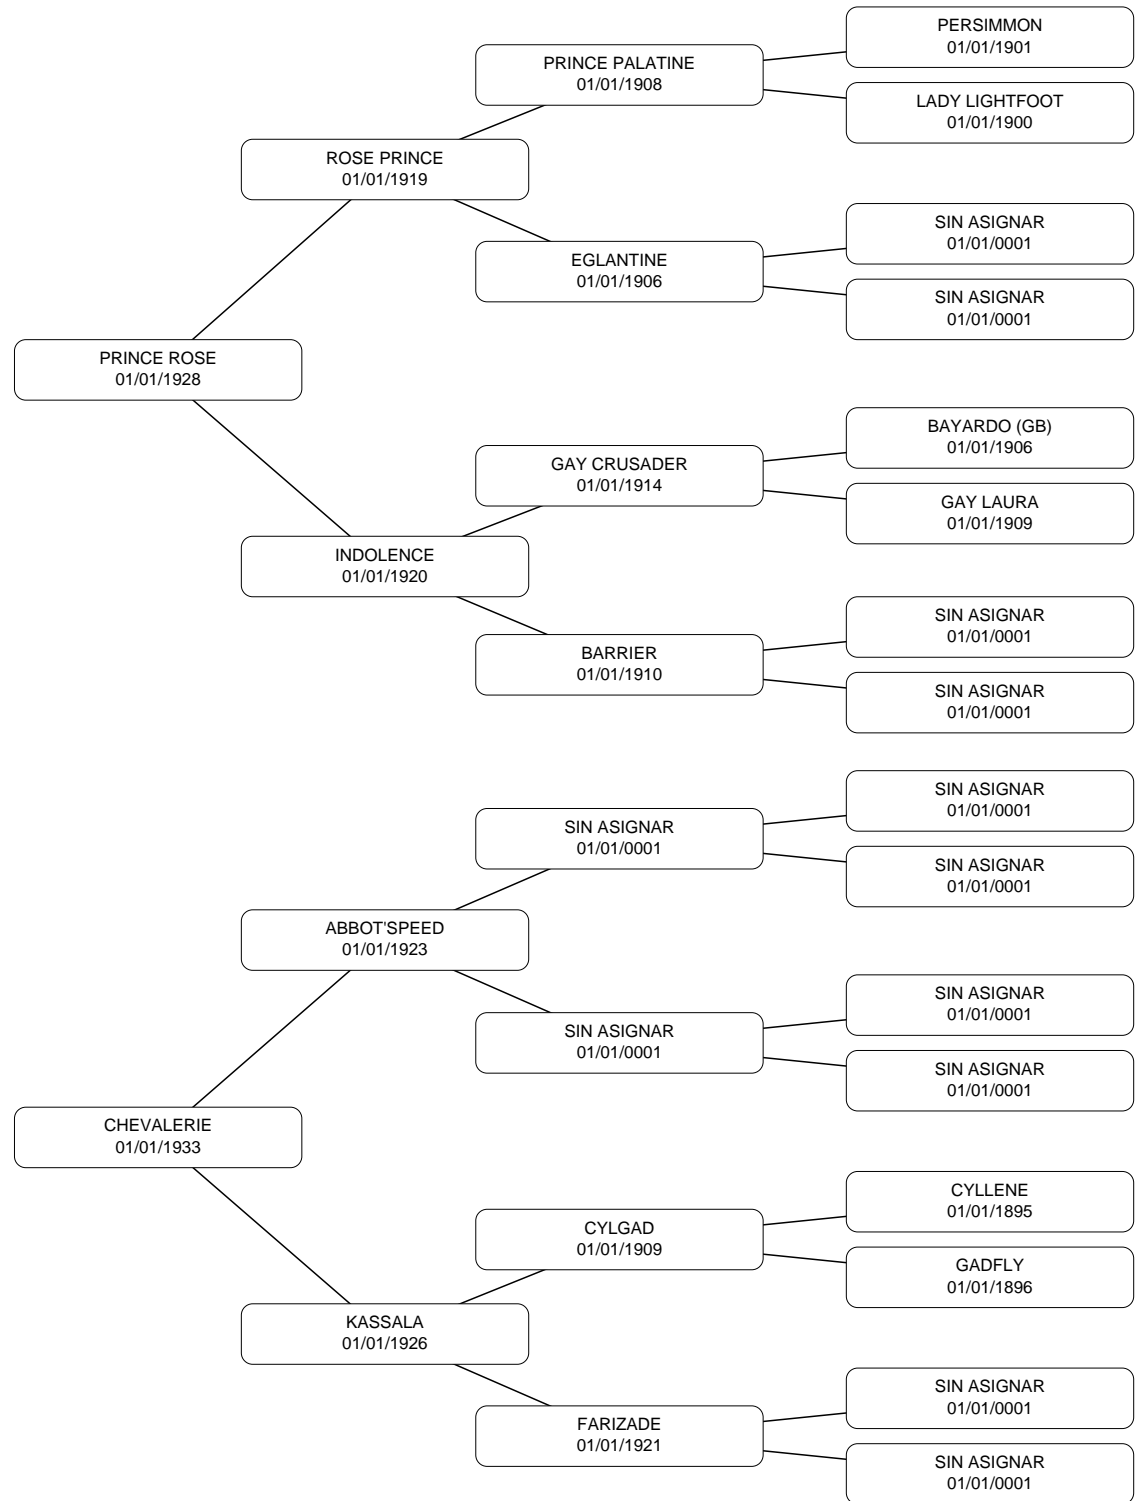 PERSIMMON
01/01/1901
PRINCE PALATINE
01/01/1908
LADY LIGHTFOOT
01/01/1900
ROSE PRINCE
01/01/1919
SIN ASIGNAR
01/01/0001
EGLANTINE
01/01/1906
SIN ASIGNAR
01/01/0001
PRINCE ROSE
01/01/1928
BAYARDO (GB)
01/01/1906
GAY CRUSADER
01/01/1914
GAY LAURA
01/01/1909
INDOLENCE
01/01/1920
SIN ASIGNAR
01/01/0001
BARRIER
01/01/1910
SIN ASIGNAR
01/01/0001
SIN ASIGNAR
01/01/0001
SIN ASIGNAR
01/01/0001
SIN ASIGNAR
01/01/0001
ABBOT'SPEED
01/01/1923
SIN ASIGNAR
01/01/0001
SIN ASIGNAR
01/01/0001
SIN ASIGNAR
01/01/0001
CHEVALERIE
01/01/1933
CYLLENE
01/01/1895
CYLGAD
01/01/1909
GADFLY
01/01/1896
KASSALA
01/01/1926
SIN ASIGNAR
01/01/0001
FARIZADE
01/01/1921
SIN ASIGNAR
01/01/0001